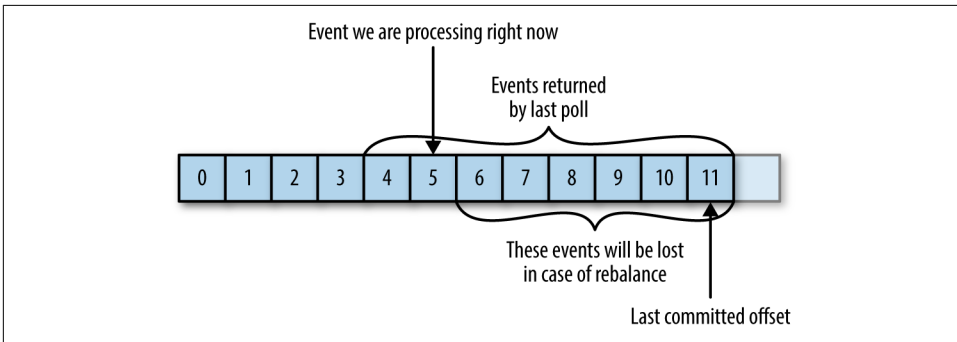 Event we are processing right now
Events returned
by last poll
0 1 2 3 4 5 6 7 8 9 10 11
These events will be lost
in case of rebalance
Last committed offset